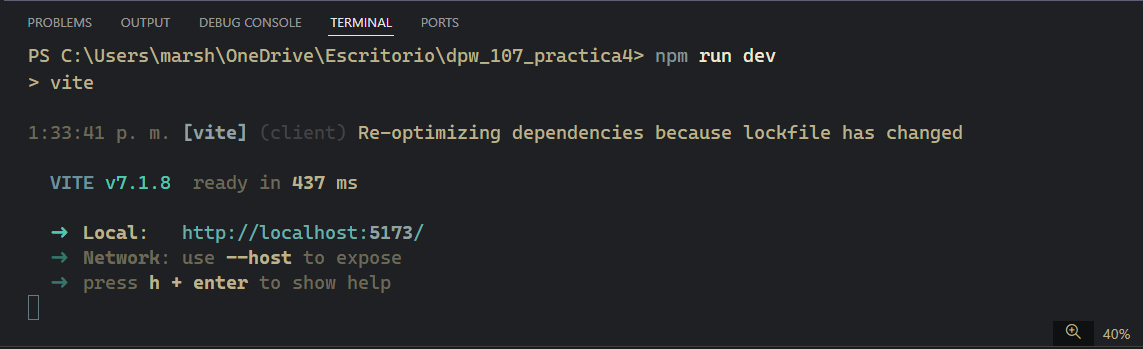 PROBLEMS OUTPUT DEBUG CONSOLE TERMINAL PORTS
PS C:\Users\marsh\OneDrive\Escritorio\dpw_107_practica4> npm run dev
> vite
1:33:41 p. m. [vite] (client) Re-optimizing dependencies because lockfile has changed
VITE v7.1.8 ready in 437 ms
➜ Local: http://localhost:5173/
➜ Network: use --host to expose
➜ press h + enter to show help
40%